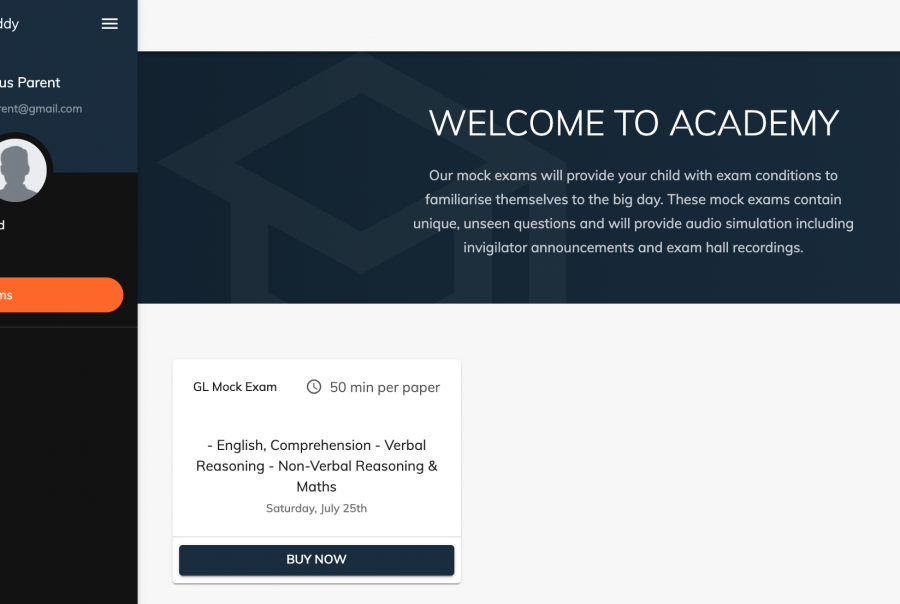 ddy
us Parent
rent@gmail.com
d
ms
WELCOME TO ACADEMY
Our mock exams will provide your child with exam conditions to
familiarise themselves to the big day. These mock exams contain
unique, unseen questions and will provide audio simulation including
invigilator announcements and exam hall recordings.
GL Mock Exam
50 min per paper
- English, Comprehension - Verbal
Reasoning - Non-Verbal Reasoning &
Maths
Saturday, July 25th
BUY NOW